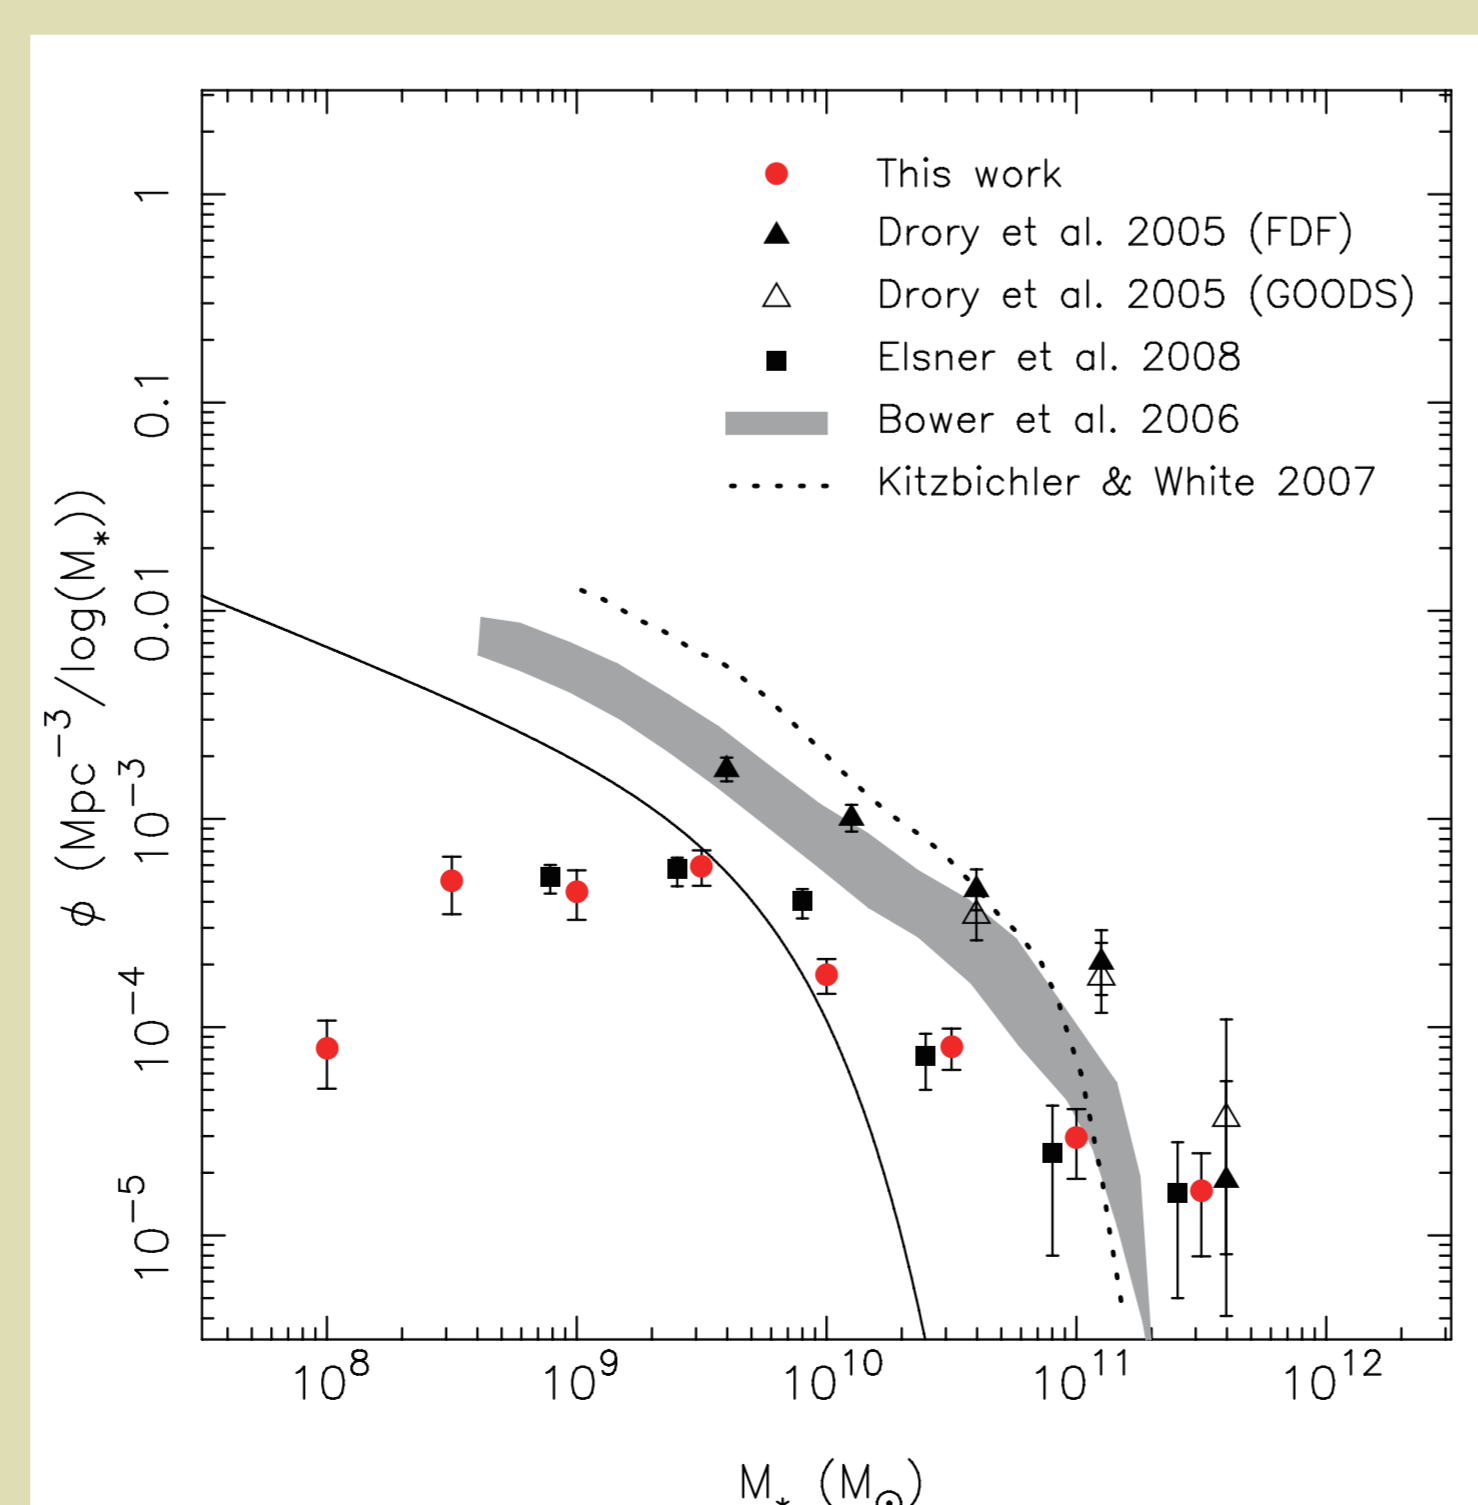 This work
Drory et al. 2005 (FDF)
Drory et al. 2005 (GOODS)
Elsner et al. 2008
Bower et al. 2006
Kitzbichler & White 2007
ϕ (Mpc⁻³/log(M⁎))
1
0.1
0.01
10⁻³
10⁻⁴
10⁻⁵
10⁸ 10⁹ 10¹⁰ 10¹¹ 10¹²
M⁎ (M☉)